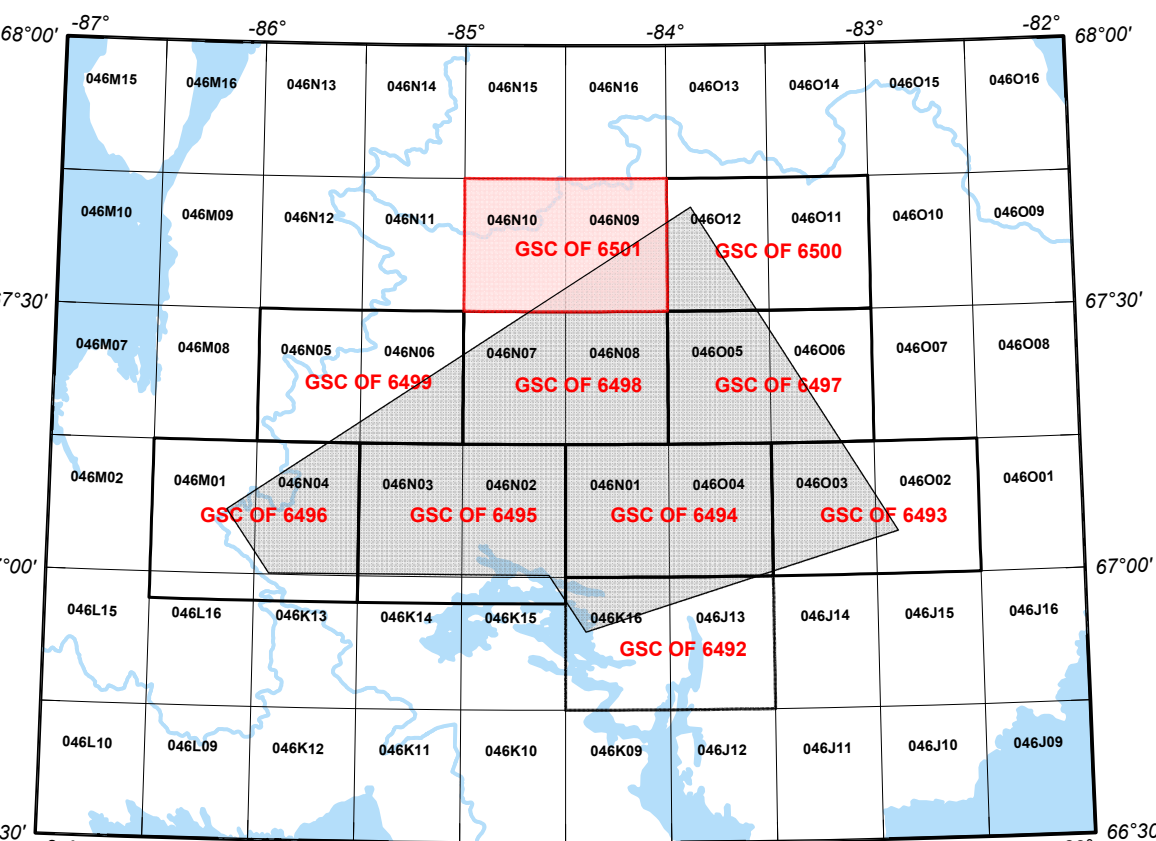 -87° -86° -85° -84° -83° -82°
68°00' 68°00'
046M15 046M16 046N13 046N14 046N15 046N16 046O13 046O14 046O15 046O16
046M10 046M09 046N12 046N11 046N10 046N09 046O12 046O11 046O10 046O09
GSC OF 6501 GSC OF 6500
7°30' 67°30'
046M07 046M08 046N05 046N06 046N07 046N08 046O05 046O06 046O07 046O08
GSC OF 6499 GSC OF 6498 GSC OF 6497
046M02 046M01 046N04 046N03 046N02 046N01 046O04 046O03 046O02 046O01
GSC OF 6496 GSC OF 6495 GSC OF 6494 GSC OF 6493
7°00' 67°00'
046L15 046L16 046K13 046K14 046K15 046K16 046J13 046J14 046J15 046J16
GSC OF 6492
046L10 046L09 046K12 046K11 046K10 046K09 046J12 046J11 046J10 046J09
30' 66°30